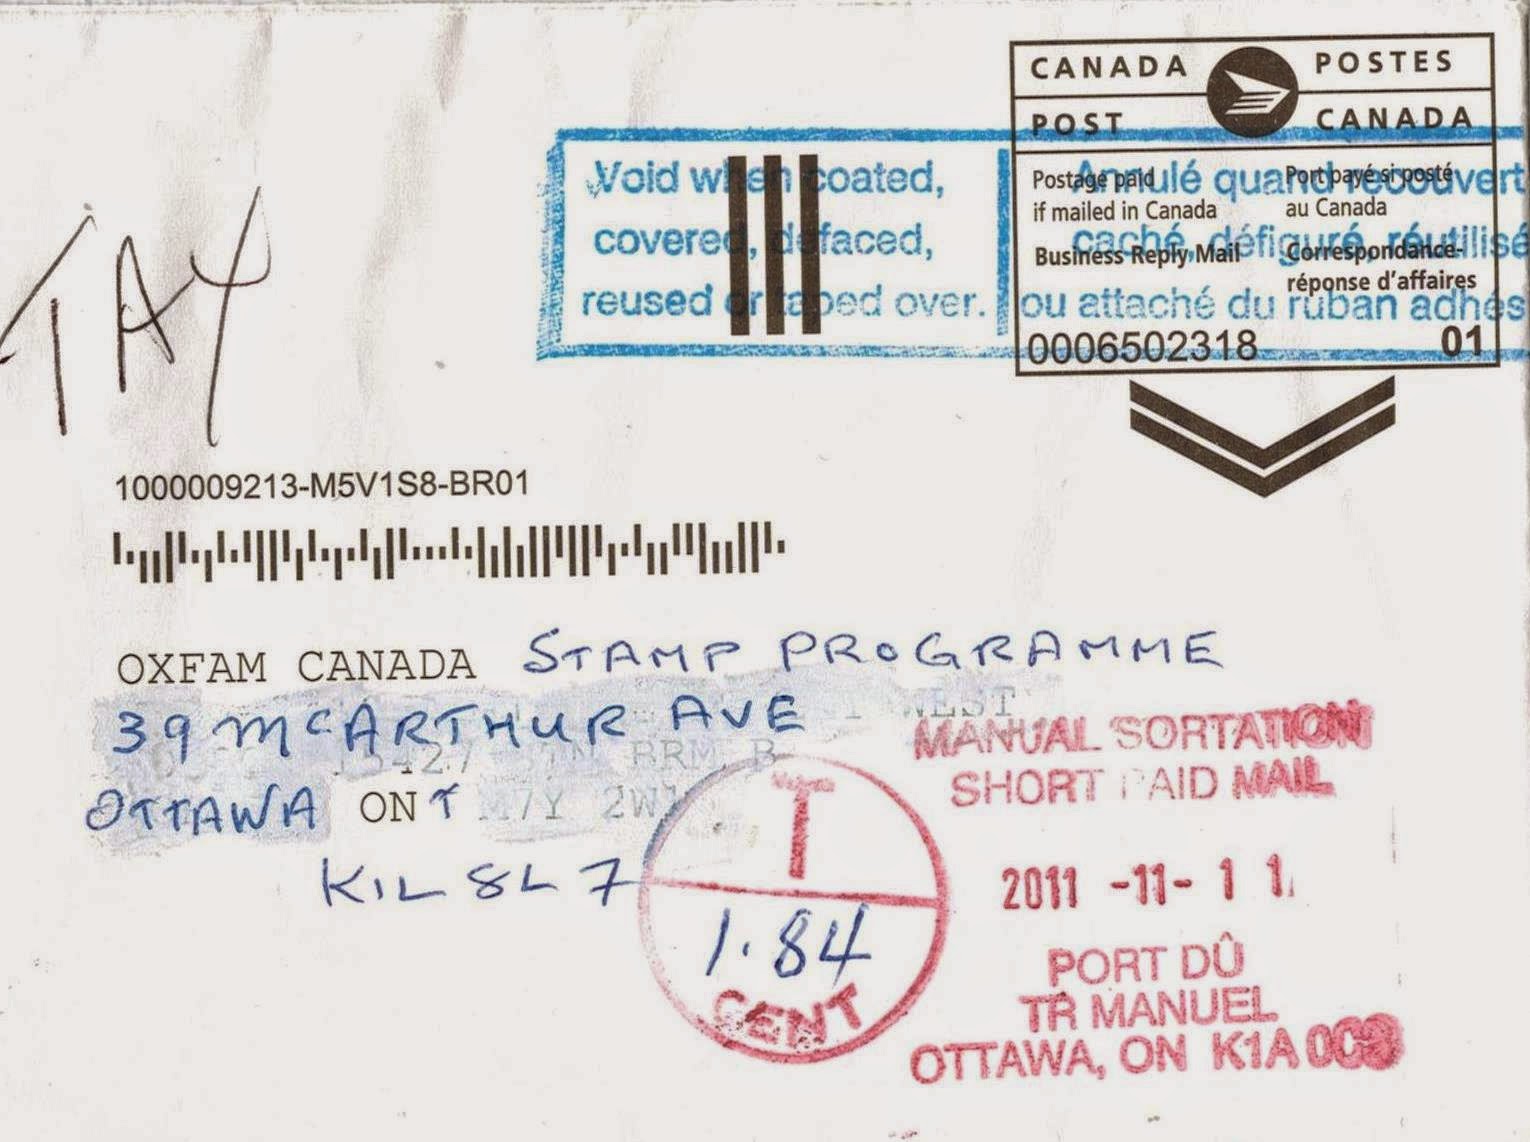 CANADA POSTES
POST CANADA
Postage paid Port payé si posté
if mailed in Canada au Canada
Business Reply Mail Correspondance-
réponse d'affaires
0006502318 01
Void when coated,
covered, defaced,
reused or taped over.
Annulé quand recouvert
caché, défiguré, réutilisé
ou attaché du ruban adhés
TAY
1000009213-M5V1S8-BR01
OXFAM CANADA STAMP PROGRAMME
39 McARTHUR AVE WEST
OTTAWA ONT M7Y 2W
K1L 8L7
T
1.84
CENT
MANUAL SORTATION
SHORT PAID MAIL
2011 -11- 1 1
PORT DÛ
TR MANUEL
OTTAWA, ON K1A